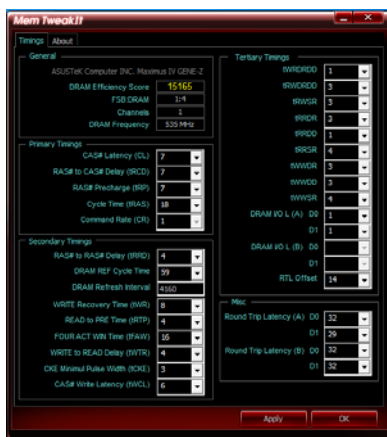 Mem TweakIt
Timings About
General
ASUSTeK Computer INC. Maximus IV GENE-Z
DRAM Efficiency Score 15165
FSB:DRAM 1:4
Channels 1
DRAM Frequency 535 MHz
Primary Timings
CAS# Latency (CL) 7
RAS# to CAS# Delay (tRCD) 7
RAS# Precharge (tRP) 7
Cycle Time (tRAS) 18
Command Rate (CR) 1
Secondary Timings
RAS# to RAS# Delay (tRRD) 4
DRAM REF Cycle Time 59
DRAM Refresh Interval 4160
WRITE Recovery Time (tWR) 8
READ to PRE Time (tRTP) 4
FOUR ACT WIN Time (tFAW) 16
WRITE to READ Delay (tWTR) 4
CKE Minimul Pulse Width (tCKE) 3
CAS# Write Latency (tWCL) 6
Tertiary Timings
tWRDRDD 1
tRWDRDD 3
tRWSR 3
tRRDR 3
tRRDD 1
tRRSR 4
tWWDR 3
tWWDD 3
tWWSR 4
DRAM I/O L (A) D0 1
D1 1
DRAM I/O L (B) D0
D1
RTL Offset 14
Misc
Round Trip Latency (A) D0 32
D1 29
Round Trip Latency (B) D0 32
D1 32
Apply OK